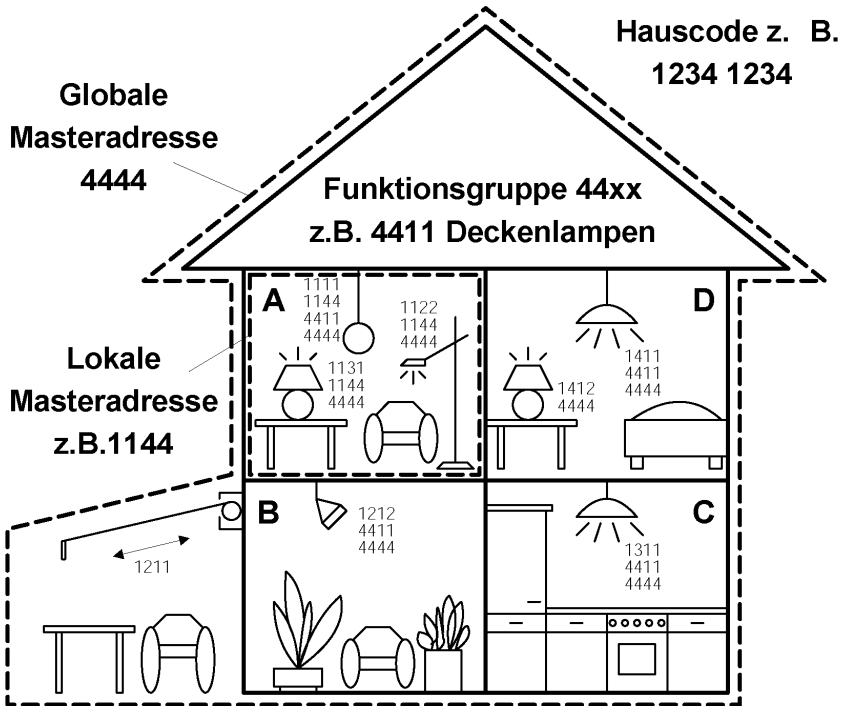 Hauscode z. B.
1234 1234
Globale
Masteradresse
4444
Funktionsgruppe 44xx
z.B. 4411 Deckenlampen
A
1111
1144
4411
4444
1122
1144
4444
1131
1144
4444
D
1411
4411
4444
1412
4444
Lokale
Masteradresse
z.B.1144
B
1212
4411
4444
C
1311
4411
4444
1211